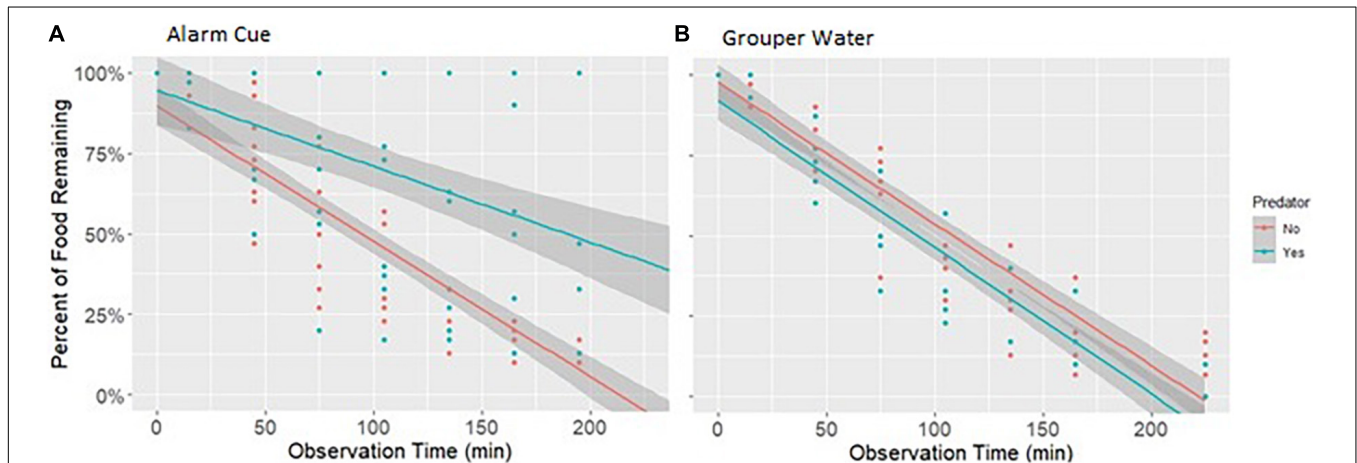 A Alarm Cue
B Grouper Water
Percent of Food Remaining
100%
75%
50%
25%
0%
0 50 100 150 200
Observation Time (min)
0 50 100 150 200
Observation Time (min)
Predator
No
Yes